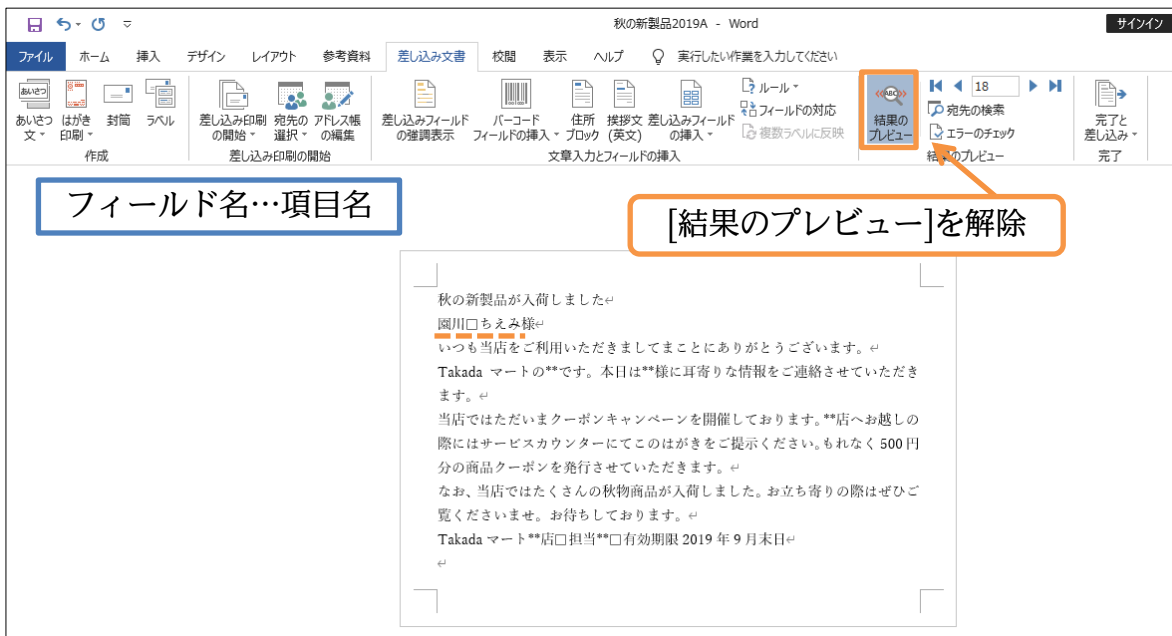 秋の新製品2019A - Word
サインイン
ファイル ホーム 挿入 デザイン レイアウト 参考資料 差し込み文書 校閲 表示 ヘルプ 実行したい作業を入力してください
あいさつ
あいさつ文
はがき印刷
封筒
ラベル
作成
差し込み印刷の開始
宛先の選択
アドレス帳の編集
差し込み印刷の開始
差し込みフィールドの強調表示
バーコードフィールドの挿入
住所ブロック
挨拶文(英文)
差し込みフィールドの挿入
ルール
フィールドの対応
複数ラベルに反映
文章入力とフィールドの挿入
«ABC»
結果のプレビュー
18
宛先の検索
エラーのチェック
結果のプレビュー
完了と差し込み
完了
フィールド名…項目名
[結果のプレビュー]を解除
秋の新製品が入荷しました↵
園川□ちえみ様↵
いつも当店をご利用いただきましてまことにありがとうございます。↵
Takada マートの**です。本日は**様に耳寄りな情報をご連絡させていただき
ます。↵
当店ではただいまクーポンキャンペーンを開催しております。**店へお越しの
際にはサービスカウンターにてこのはがきをご提示ください。もれなく 500 円
分の商品クーポンを発行させていただきます。↵
なお、当店ではたくさんの秋物商品が入荷しました。お立ち寄りの際はぜひご
覧くださいませ。お待ちしております。↵
Takada マート**店□担当**□有効期限 2019 年 9 月末日↵
↵